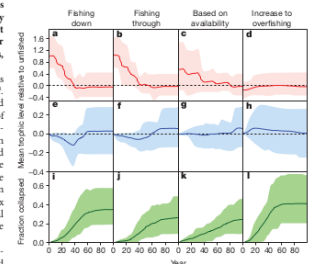 Fishing down
Fishing through
Based on availability
Increase to overfishing
Mean trophic level relative to unfished
Fraction collapsed
a
b
c
d
1.6
1.2
0.8
0.4
0.0
−0.4
e
f
g
h
0.2
0.0
−0.2
−0.4
i
j
k
l
0.6
0.4
0.2
0.0
0 20 40 60 80
0 20 40 60 80
0 20 40 60 80
0 20 40 60 80
Year